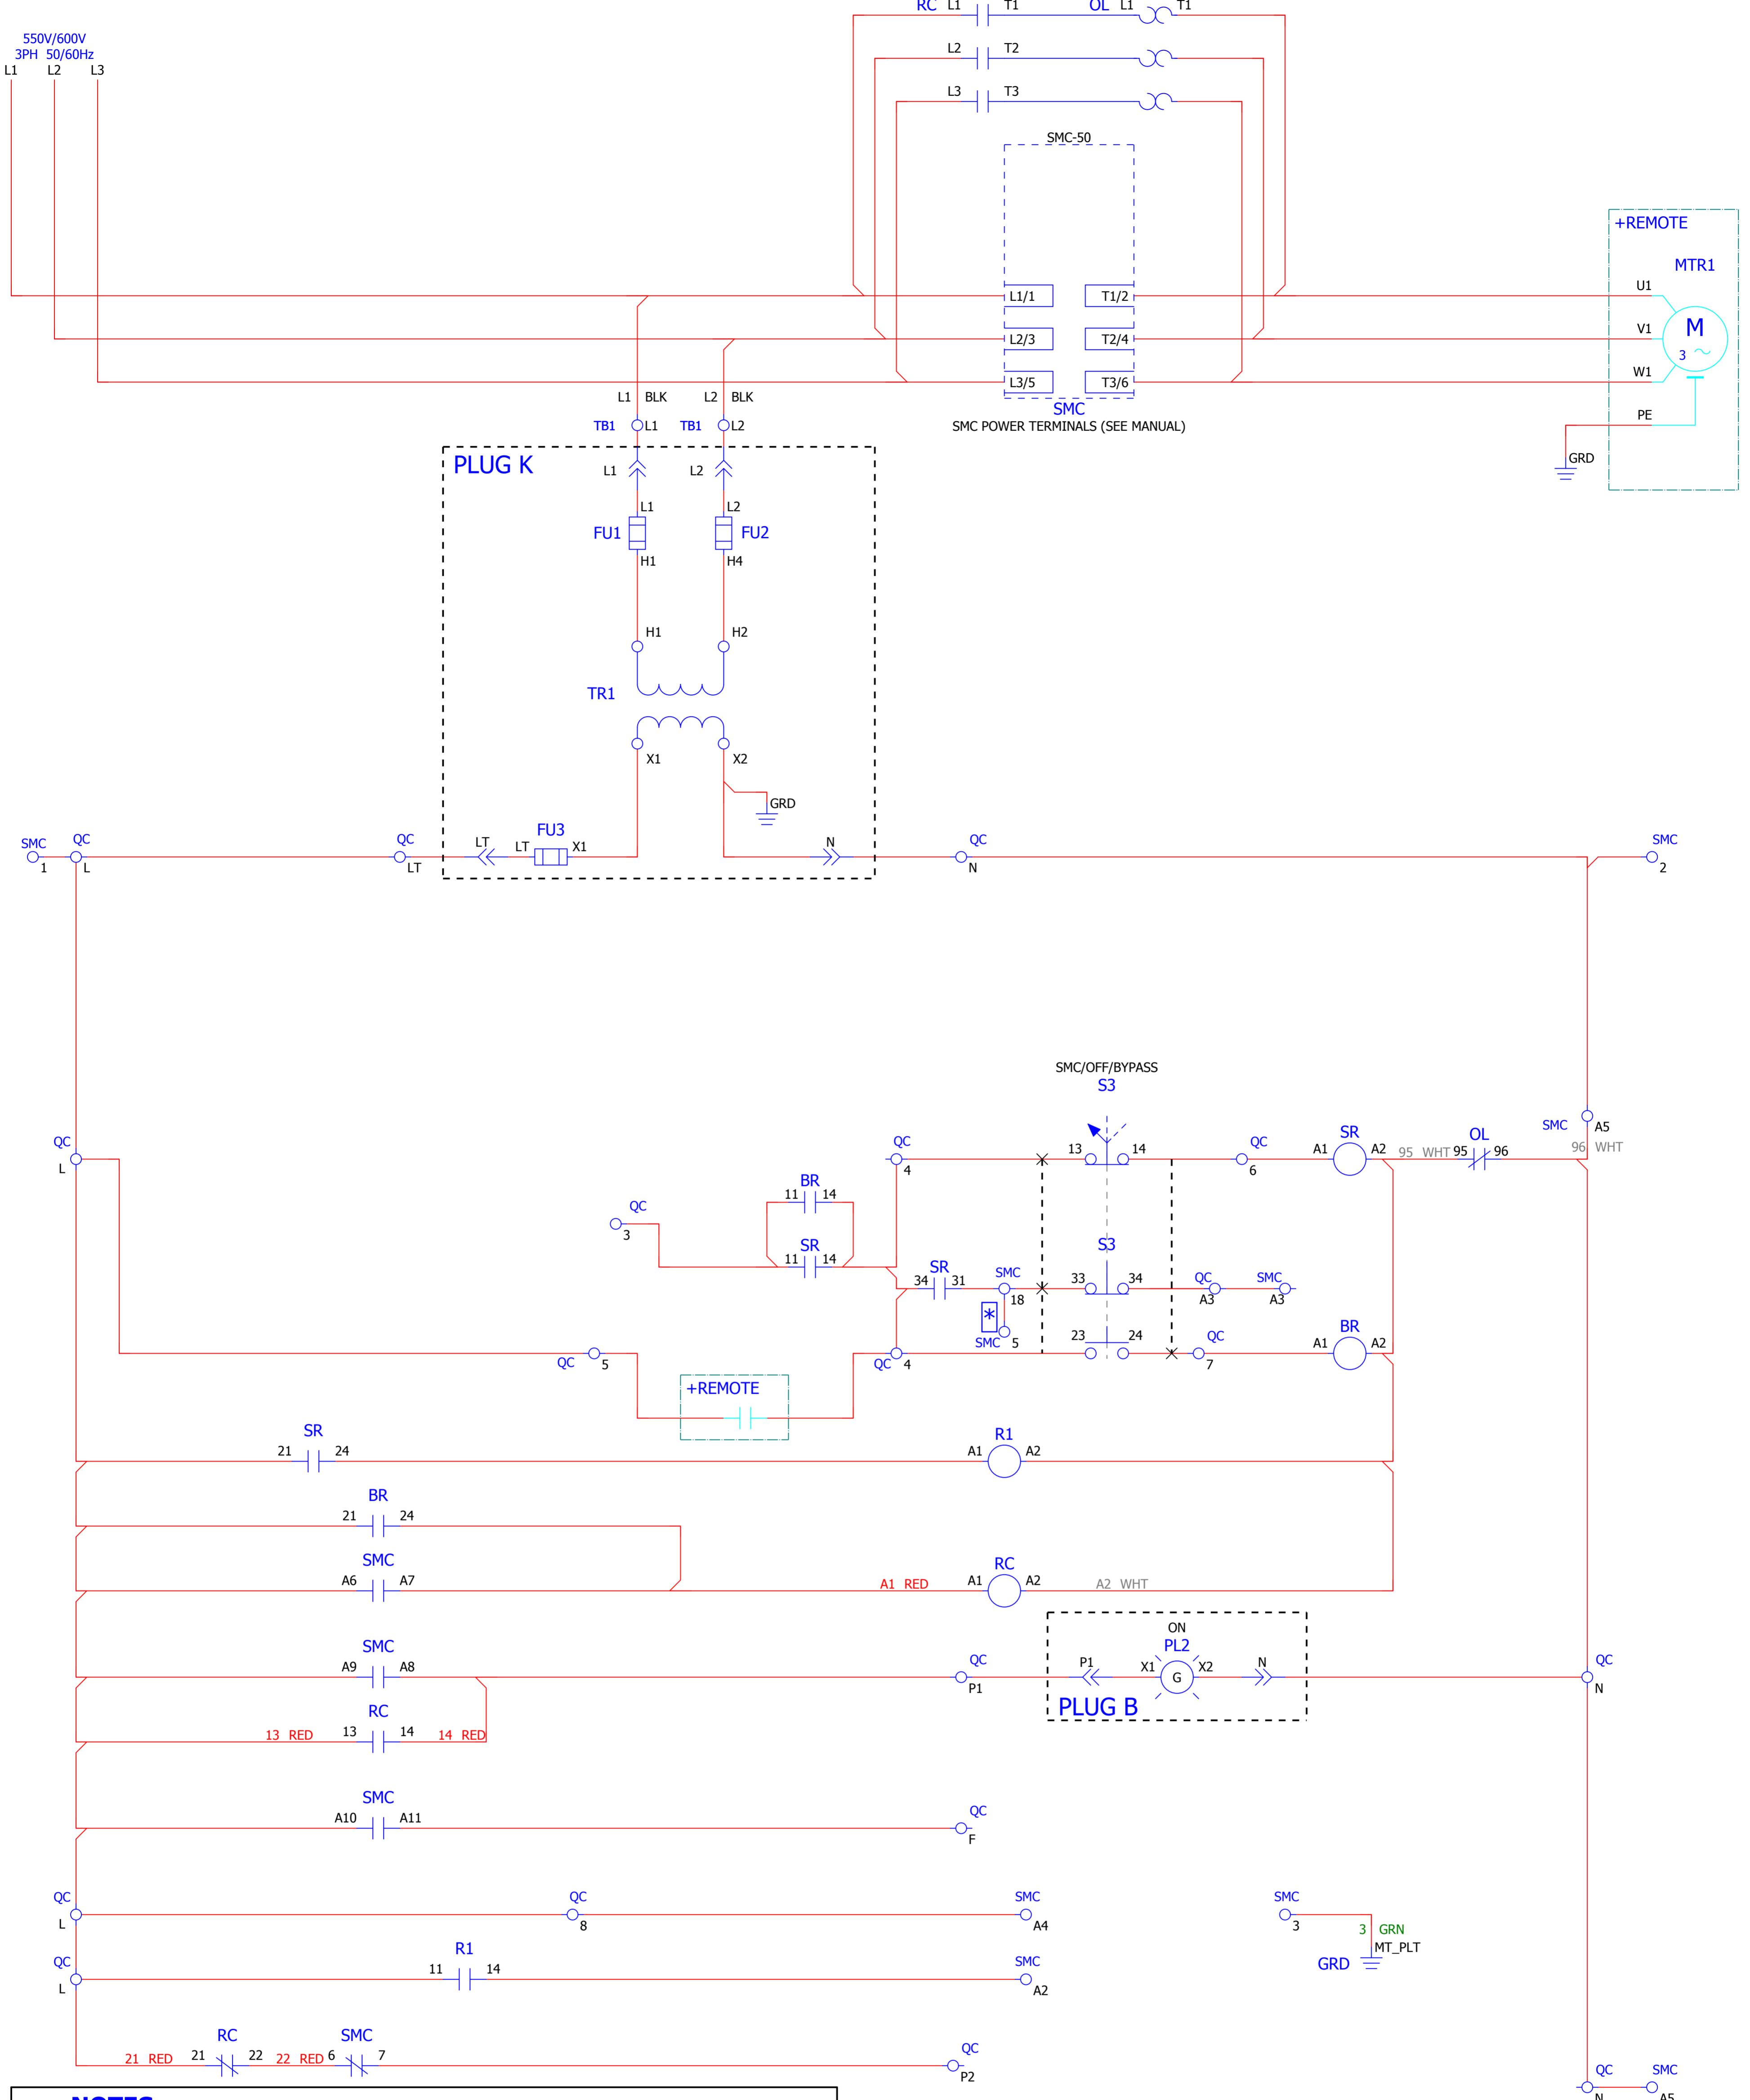 RC L1 T1 OL L1 T1
550V/600V
3PH 50/60Hz
L1 L2 L3
L2 T2
L3 T3
SMC-50
+REMOTE
MTR1
U1
L1/1 T1/2
V1
M
3
L2/3 T2/4
W1
L3/5 T3/6
L1 BLK L2 BLK
SMC
PE
TB1 L1 TB1 L2
SMC POWER TERMINALS (SEE MANUAL)
GRD
PLUG K
L1 L2
L1 L2
FU1 FU2
H1 H4
H1 H2
TR1
X1 X2
GRD
SMC QC QC FU3 QC SMC
LT LT X1 N
1 L LT N 2
SMC/OFF/BYPASS
S3
SMC A5
QC QC 13 14 QC SR OL 96 WHT
L 4 6 A1 A2 95 WHT 95 96
BR
11 14
QC
3
SR S3
11 14
SR SMC QC SMC
34 31 33 34
18 A3 A3
*
SMC 5 23 24 QC BR
A1 A2
QC 5 QC 4 7
+REMOTE
SR R1
21 24 A1 A2
BR
21 24
SMC RC
A6 A7 A1 RED A1 A2 A2 WHT
ON
SMC PL2
A9 A8 QC P1 X1 G X2 N QC
P1 N
PLUG B
RC
13 RED 13 14 14 RED
SMC
A10 A11 QC
F
QC QC SMC SMC
L 8 A4 3
3 GRN
MT_PLT
GRD
QC R1 SMC
11 14
L A2
RC SMC QC
21 RED 21 22 22 RED 6 7
P2
QC SMC
N A5
NOTES